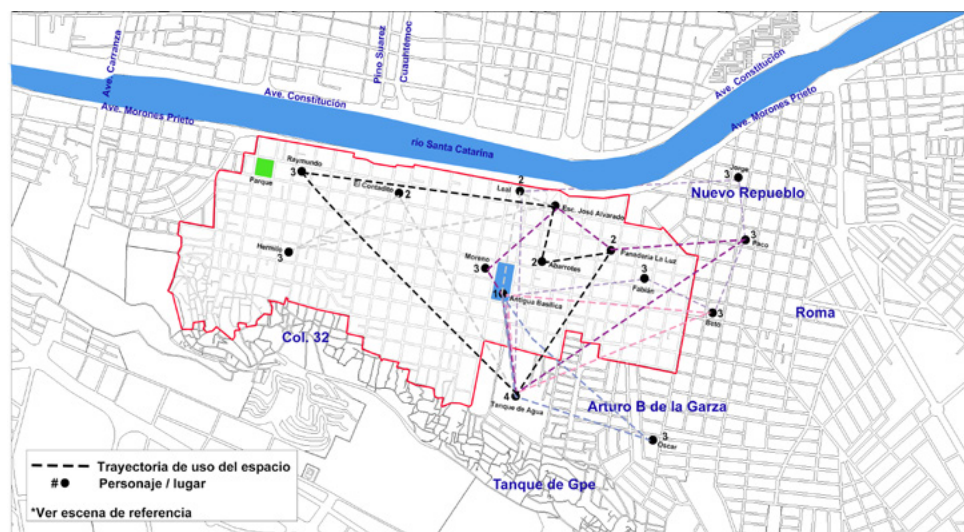 Ave. Carranza
Pino Suarez
Cuauhtémoc
Ave. Constitución
Ave. Constitución
Ave. Morones Prieto
Ave. Morones Prieto
río Santa Catarina
Parque
Raymundo
3
El Contador
2
Leal
2
Esc. José Alvarado
Jorge
3
Nuevo Repueblo
Hermilo
3
Moreno
3
2
Abarrotes
2
Panadería La Luz
3
Paco
3
Fabián
1
Antigua Basílica
3
Beto
Roma
Col. 32
4
Tanque de Agua
Arturo B de la Garza
3
Oscar
Tanque de Gpe
Trayectoria de uso del espacio
# Personaje / lugar
*Ver escena de referencia